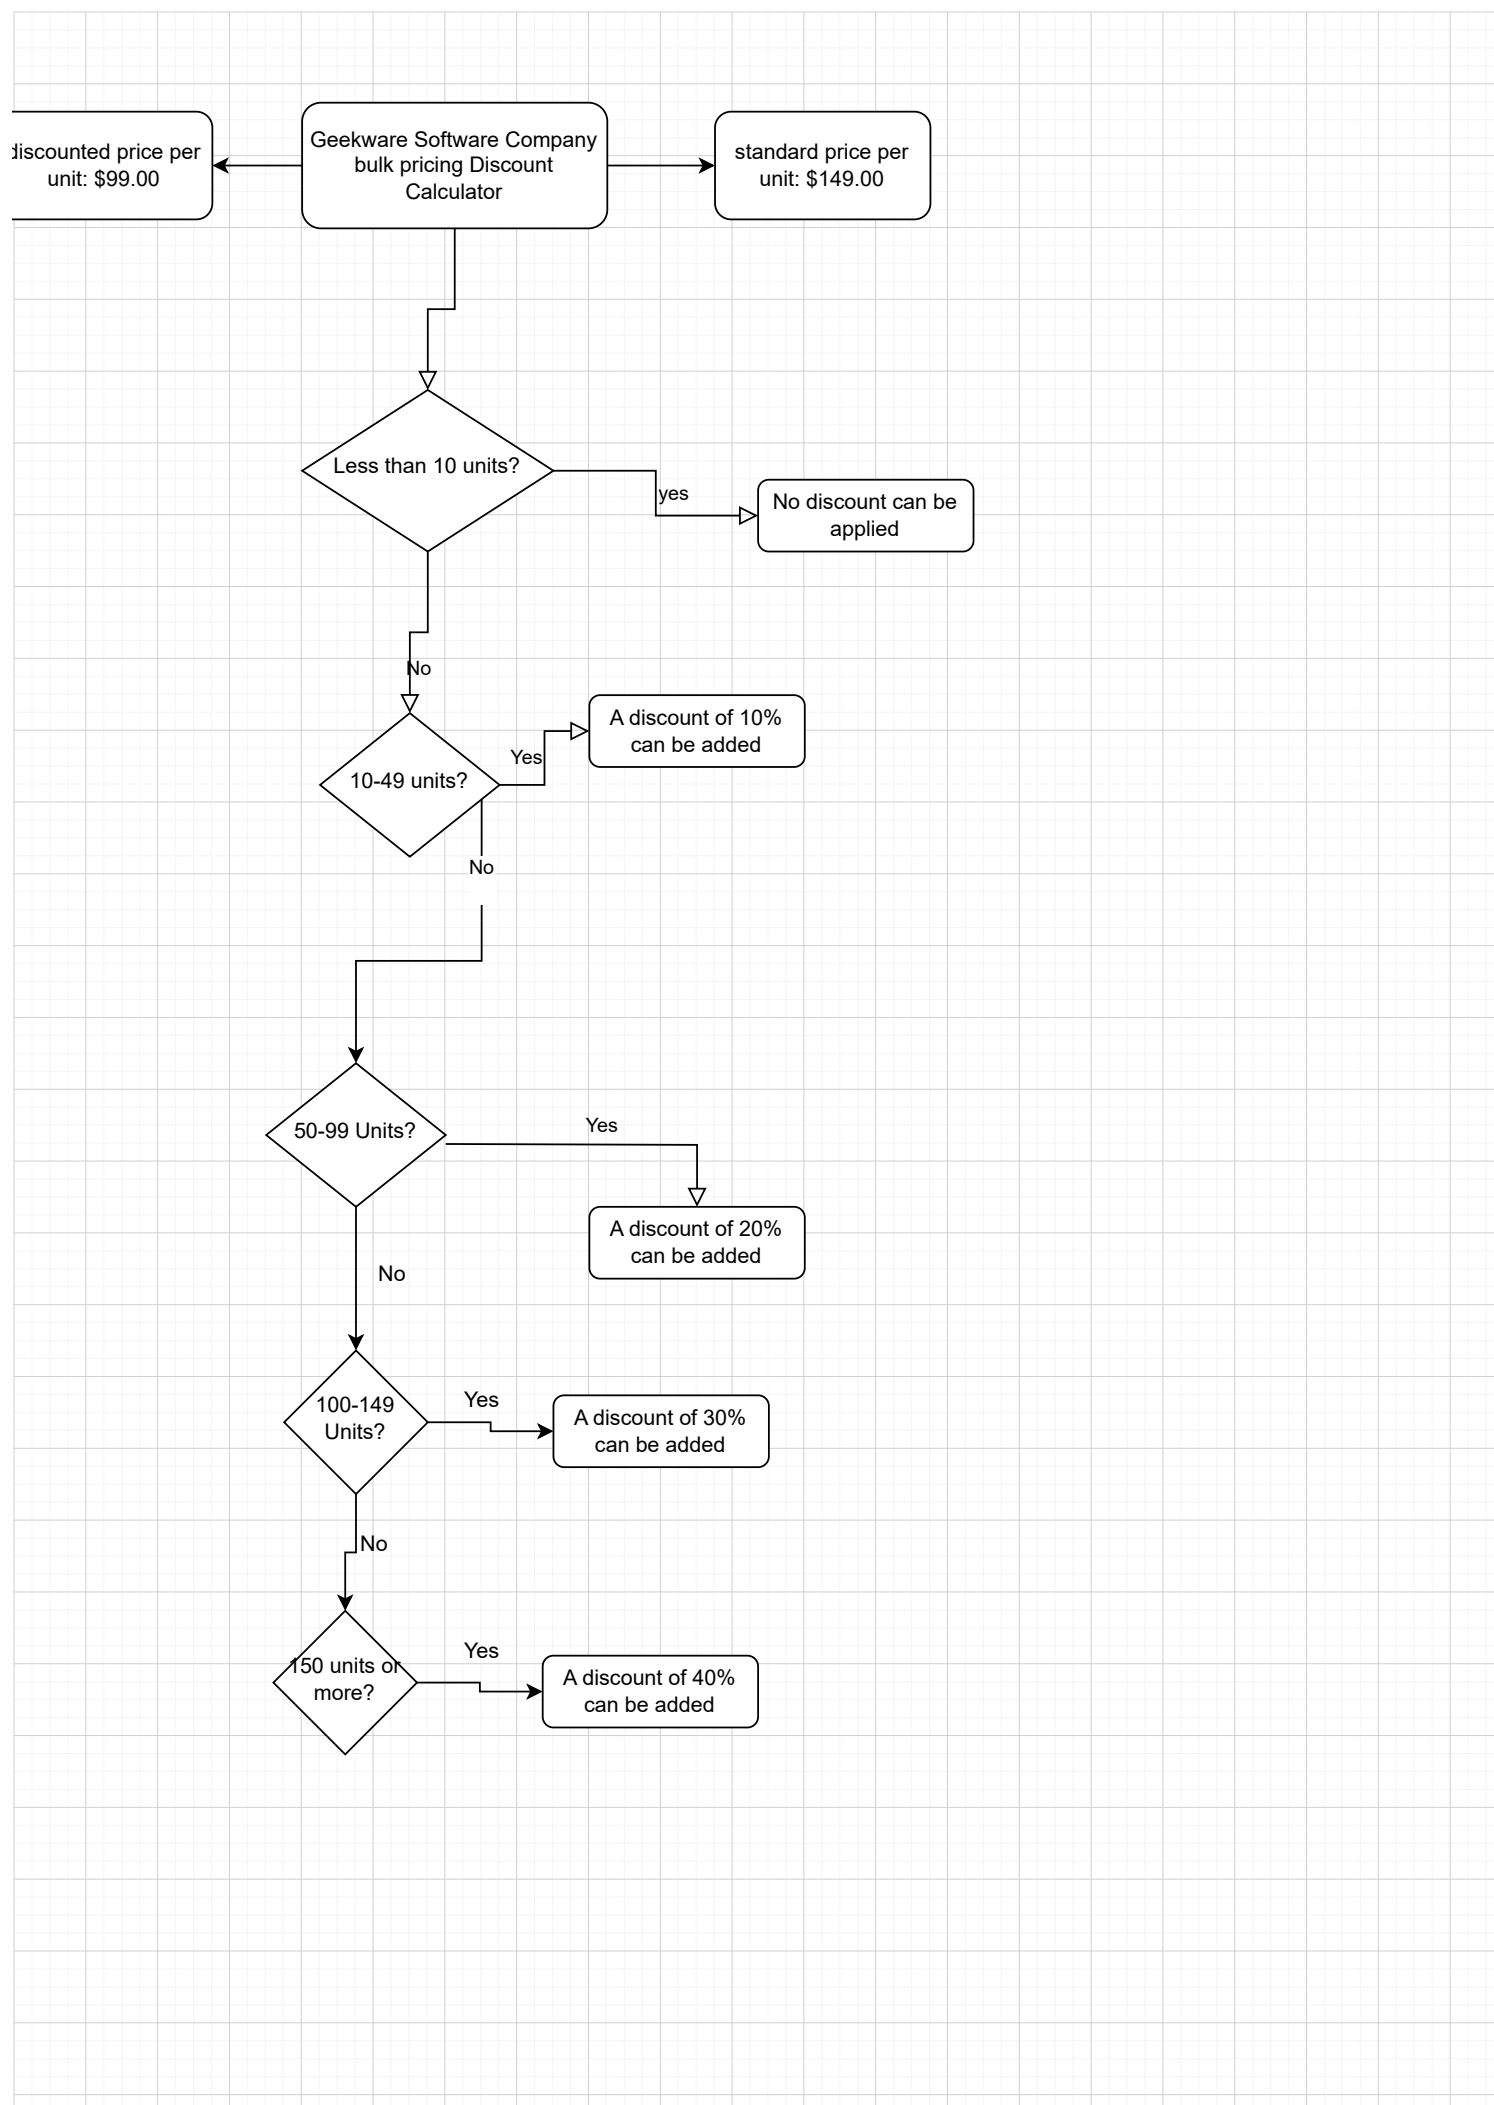 discounted price per
unit: $99.00
Geekware Software Company
bulk pricing Discount
Calculator
standard price per
unit: $149.00
Less than 10 units?
yes
No discount can be
applied
No
A discount of 10%
can be added
Yes
10-49 units?
No
50-99 Units?
Yes
A discount of 20%
can be added
No
100-149
Units?
Yes
A discount of 30%
can be added
No
150 units or
more?
Yes
A discount of 40%
can be added